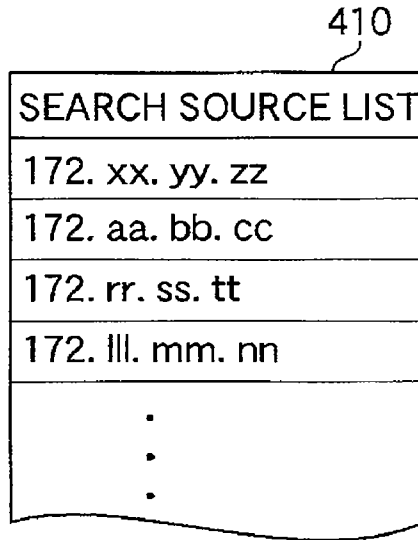 410
SEARCH SOURCE LIST
172. xx. yy. zz
172. aa. bb. cc
172. rr. ss. tt
172. lll. mm. nn